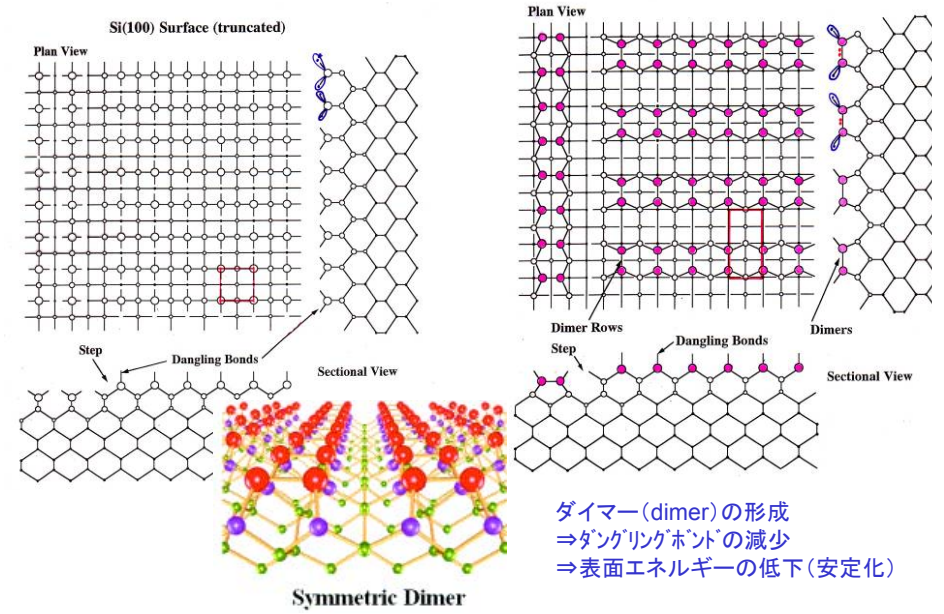 Si(100) Surface (truncated)
Plan View
Step
Dangling Bonds
Sectional View
Plan View
Dimer Rows
Dimers
Step
Dangling Bonds
Sectional View
Symmetric Dimer
ダイマー(dimer)の形成
⇒ﾀﾞﾝｸﾞﾘﾝｸﾞﾎﾞﾝﾄﾞの減少
⇒表面エネルギーの低下(安定化)